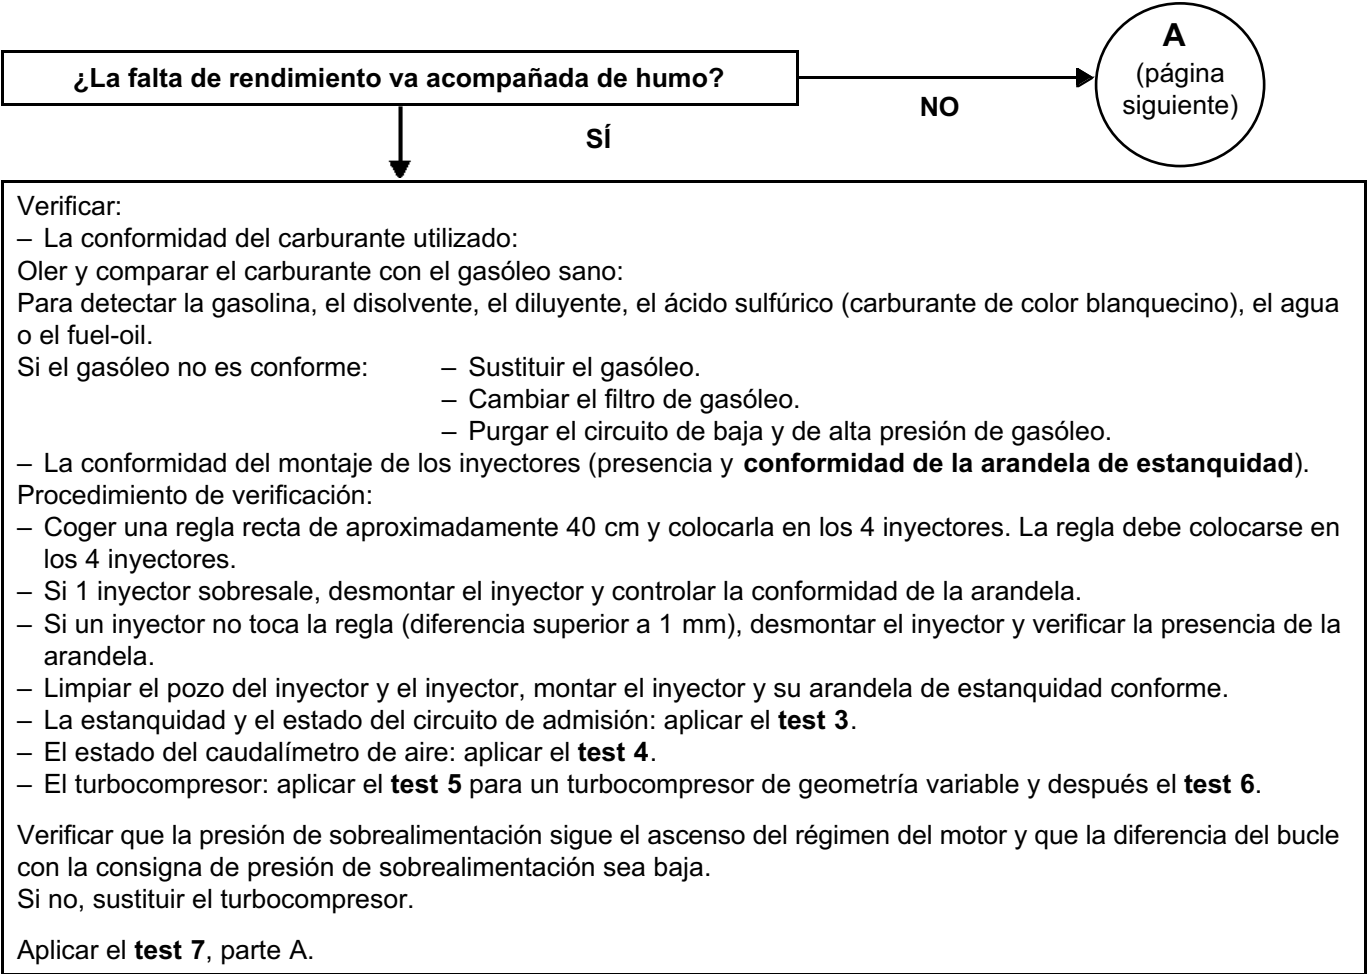 A
(página
siguiente)
¿La falta de rendimiento va acompañada de humo?
NO
SÍ
Verificar:
– La conformidad del carburante utilizado:
Oler y comparar el carburante con el gasóleo sano:
Para detectar la gasolina, el disolvente, el diluyente, el ácido sulfúrico (carburante de color blanquecino), el agua
o el fuel-oil.
Si el gasóleo no es conforme: – Sustituir el gasóleo.
– Cambiar el filtro de gasóleo.
– Purgar el circuito de baja y de alta presión de gasóleo.
– La conformidad del montaje de los inyectores (presencia y conformidad de la arandela de estanquidad).
Procedimiento de verificación:
– Coger una regla recta de aproximadamente 40 cm y colocarla en los 4 inyectores. La regla debe colocarse en
los 4 inyectores.
– Si 1 inyector sobresale, desmontar el inyector y controlar la conformidad de la arandela.
– Si un inyector no toca la regla (diferencia superior a 1 mm), desmontar el inyector y verificar la presencia de la
arandela.
– Limpiar el pozo del inyector y el inyector, montar el inyector y su arandela de estanquidad conforme.
– La estanquidad y el estado del circuito de admisión: aplicar el test 3.
– El estado del caudalímetro de aire: aplicar el test 4.
– El turbocompresor: aplicar el test 5 para un turbocompresor de geometría variable y después el test 6.
Verificar que la presión de sobrealimentación sigue el ascenso del régimen del motor y que la diferencia del bucle
con la consigna de presión de sobrealimentación sea baja.
Si no, sustituir el turbocompresor.
Aplicar el test 7, parte A.